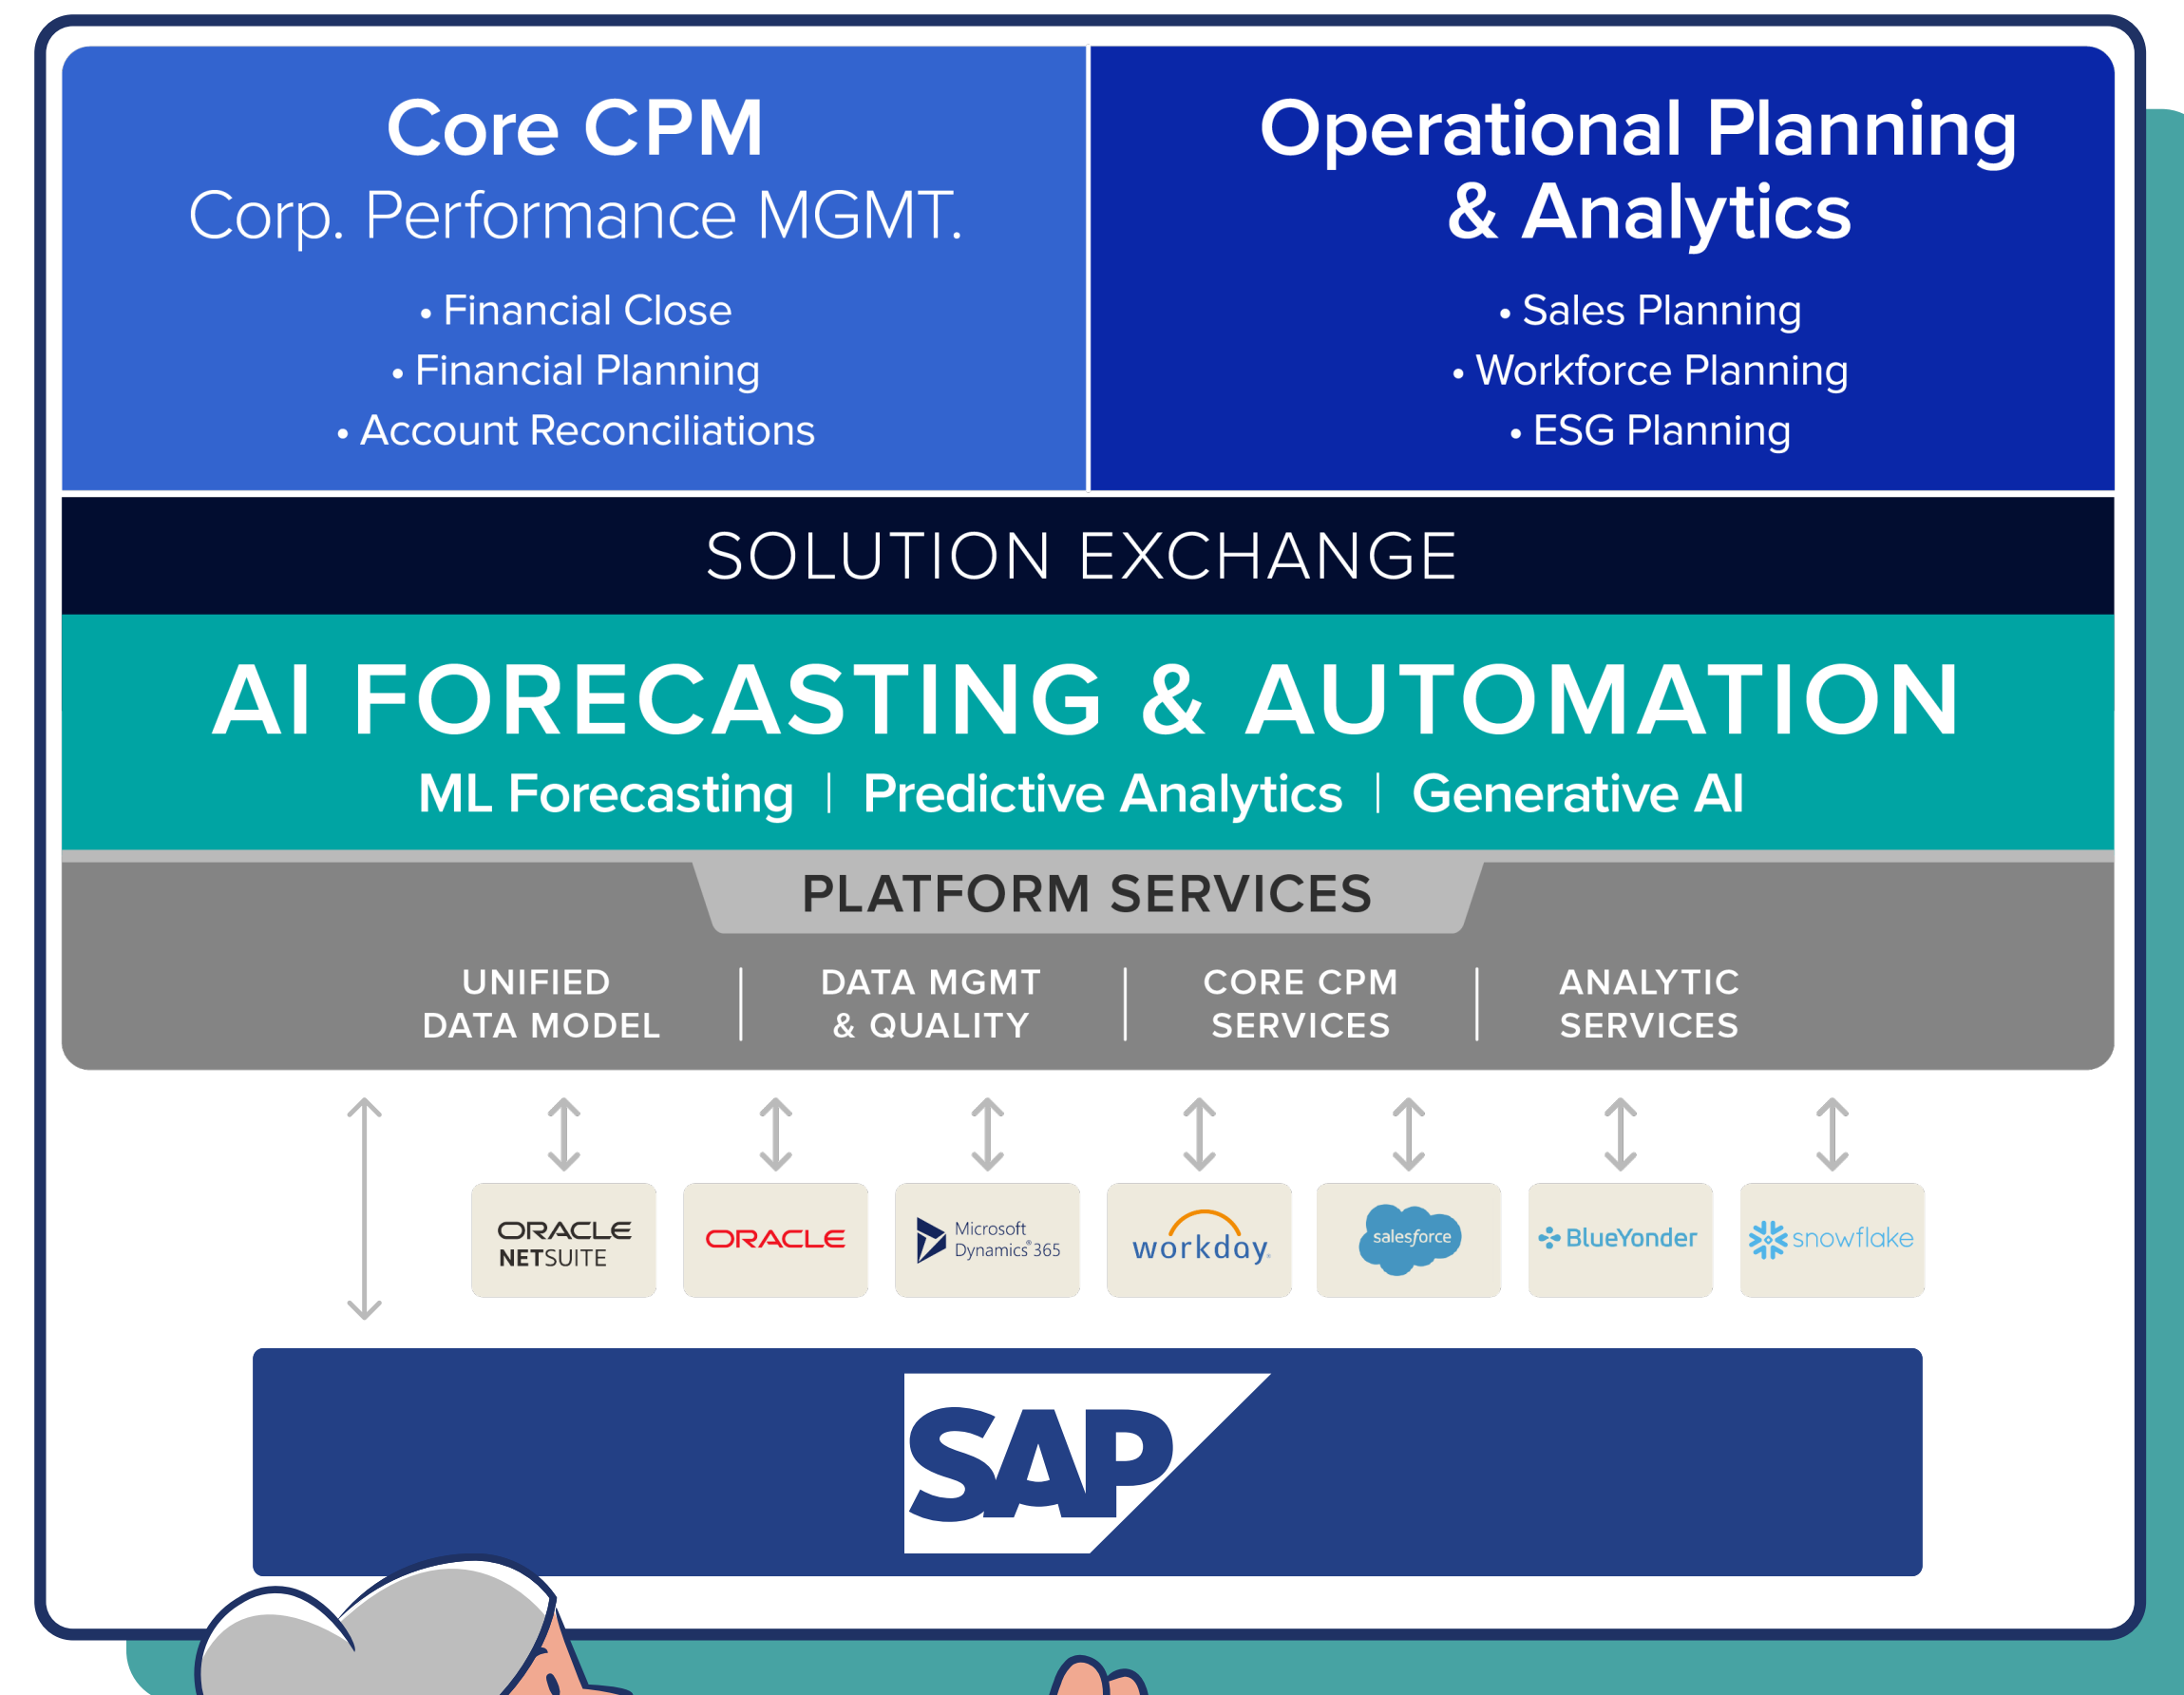 Core CPM
Corp. Performance MGMT.
• Financial Close
• Financial Planning
• Account Reconciliations
Operational Planning
& Analytics
• Sales Planning
• Workforce Planning
• ESG Planning
SOLUTION EXCHANGE
AI FORECASTING & AUTOMATION
ML Forecasting | Predictive Analytics | Generative AI
PLATFORM SERVICES
UNIFIED
DATA MODEL
DATA MGMT
& QUALITY
CORE CPM
SERVICES
ANALYTIC
SERVICES
ORACLE
NETSUITE
ORACLE
Microsoft
Dynamics® 365
workday®
salesforce
BlueYonder
snowflake
SAP